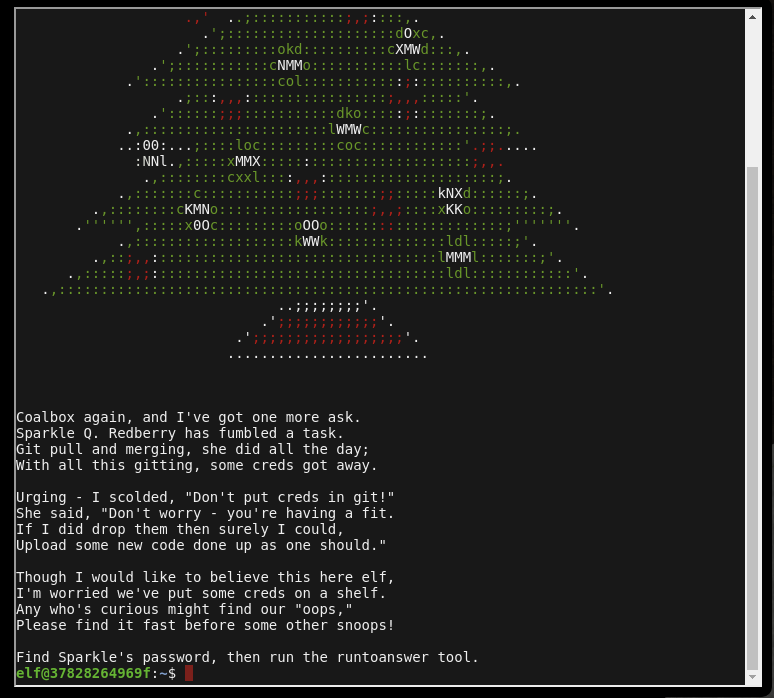 Coalbox again, and I've got one more ask.
Sparkle Q. Redberry has fumbled a task.
Git pull and merging, she did all the day;
With all this gitting, some creds got away.
Urging - I scolded, "Don't put creds in git!"
She said, "Don't worry - you're having a fit.
If I did drop them then surely I could,
Upload some new code done up as one should."
Though I would like to believe this here elf,
I'm worried we've put some creds on a shelf.
Any who's curious might find our "oops,"
Please find it fast before some other snoops!
Find Sparkle's password, then run the runtoanswer tool.
elf@37828264969f:~$